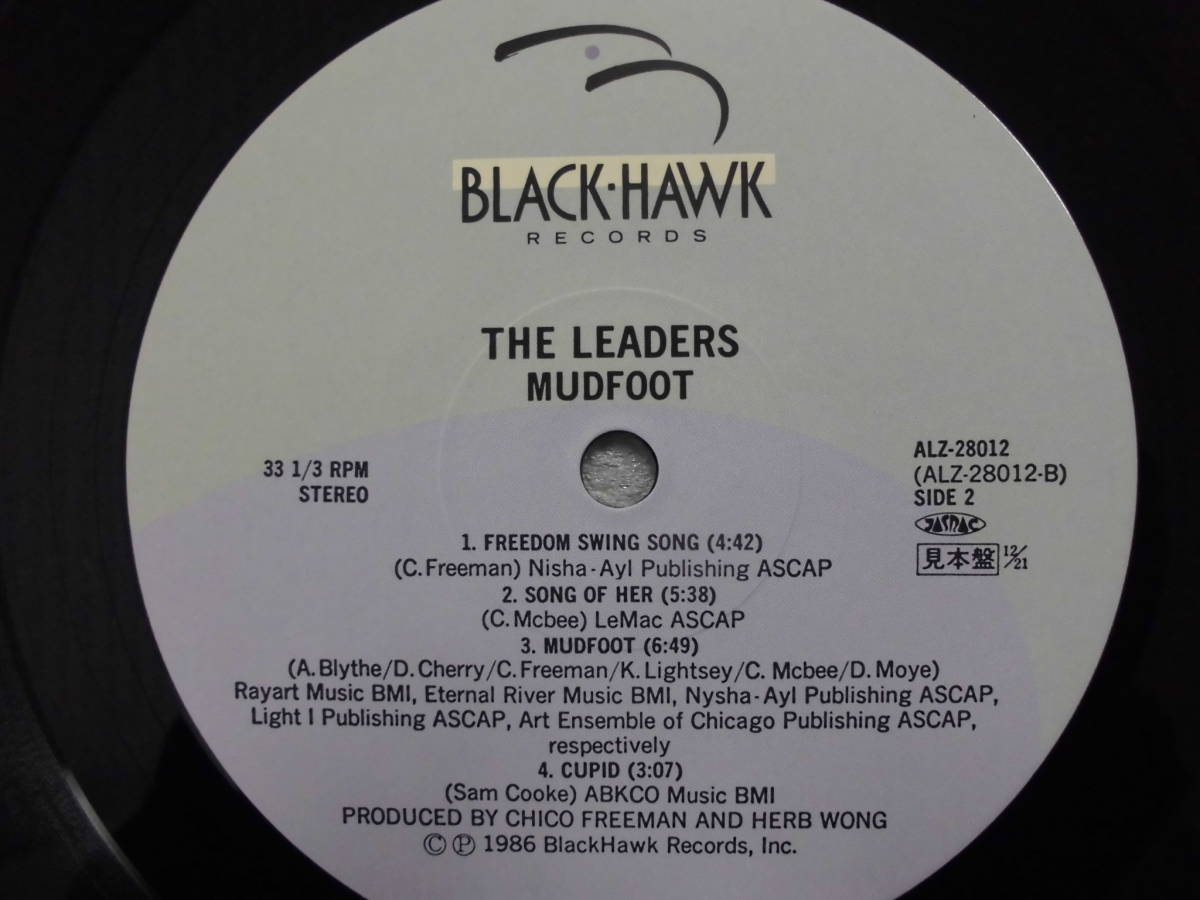 BLACK·HAWK
RECORDS
THE LEADERS
MUDFOOT
33 1/3 RPM
STEREO
ALZ-28012
(ALZ-28012-B)
SIDE 2
JASRAC
見本盤 12/21
1. FREEDOM SWING SONG (4:42)
(C.Freeman) Nisha-Ayl Publishing ASCAP
2. SONG OF HER (5:38)
(C.Mcbee) LeMac ASCAP
3. MUDFOOT (6:49)
(A.Blythe/D.Cherry/C.Freeman/K.Lightsey/C.Mcbee/D.Moye)
Rayart Music BMI, Eternal River Music BMI, Nysha-Ayl Publishing ASCAP,
Light I Publishing ASCAP, Art Ensemble of Chicago Publishing ASCAP,
respectively
4. CUPID (3:07)
(Sam Cooke) ABKCO Music BMI
PRODUCED BY CHICO FREEMAN AND HERB WONG
Ⓒ Ⓟ 1986 BlackHawk Records, Inc.